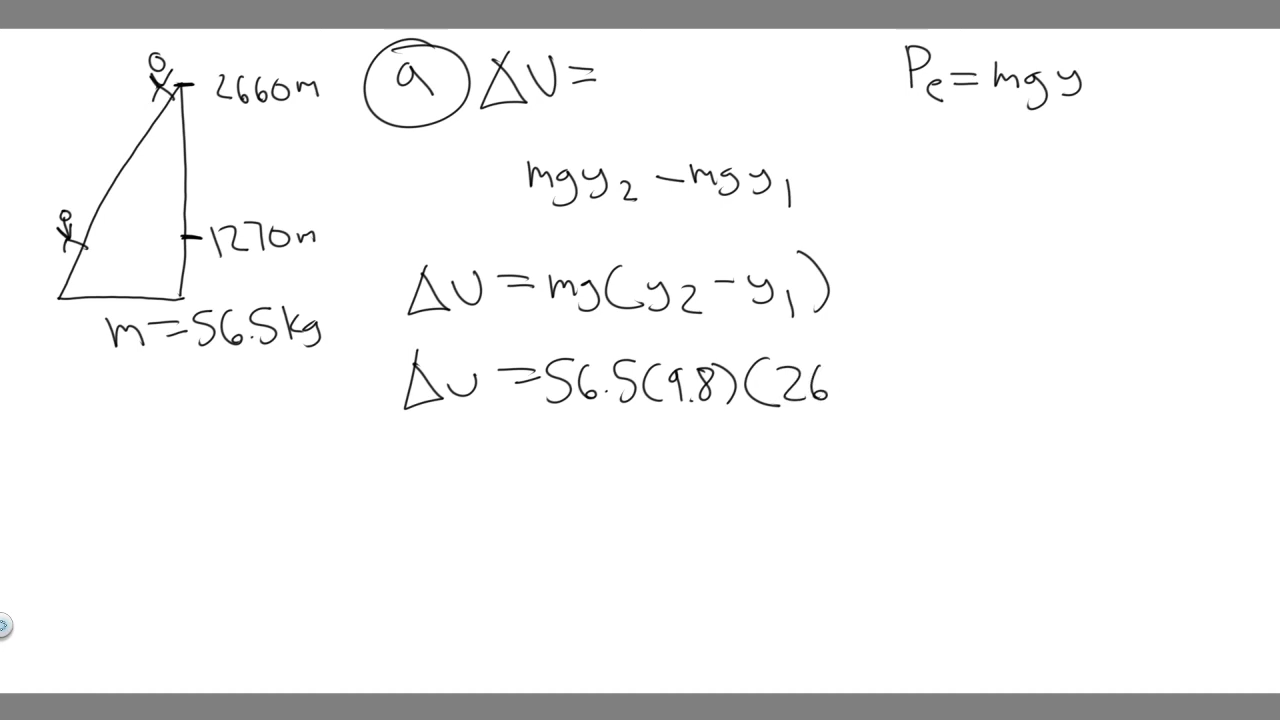 2660m
1270m
m=56.5kg
a ΔU=
mgy₂ -mgy₁
ΔU=mg(y₂-y₁)
ΔU=56.5(9.8)(26
Pe=mgy